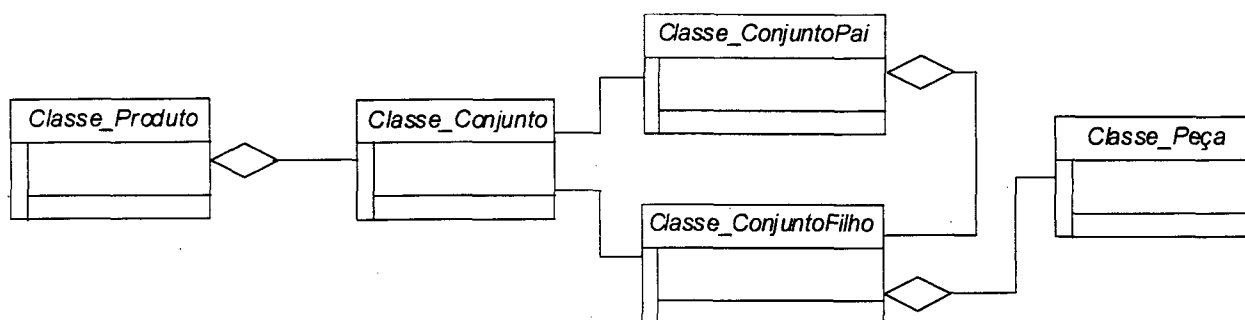 Classe_ConjuntoPai
Classe_Produto
Classe_Conjunto
Classe_Peça
Classe_ConjuntoFilho